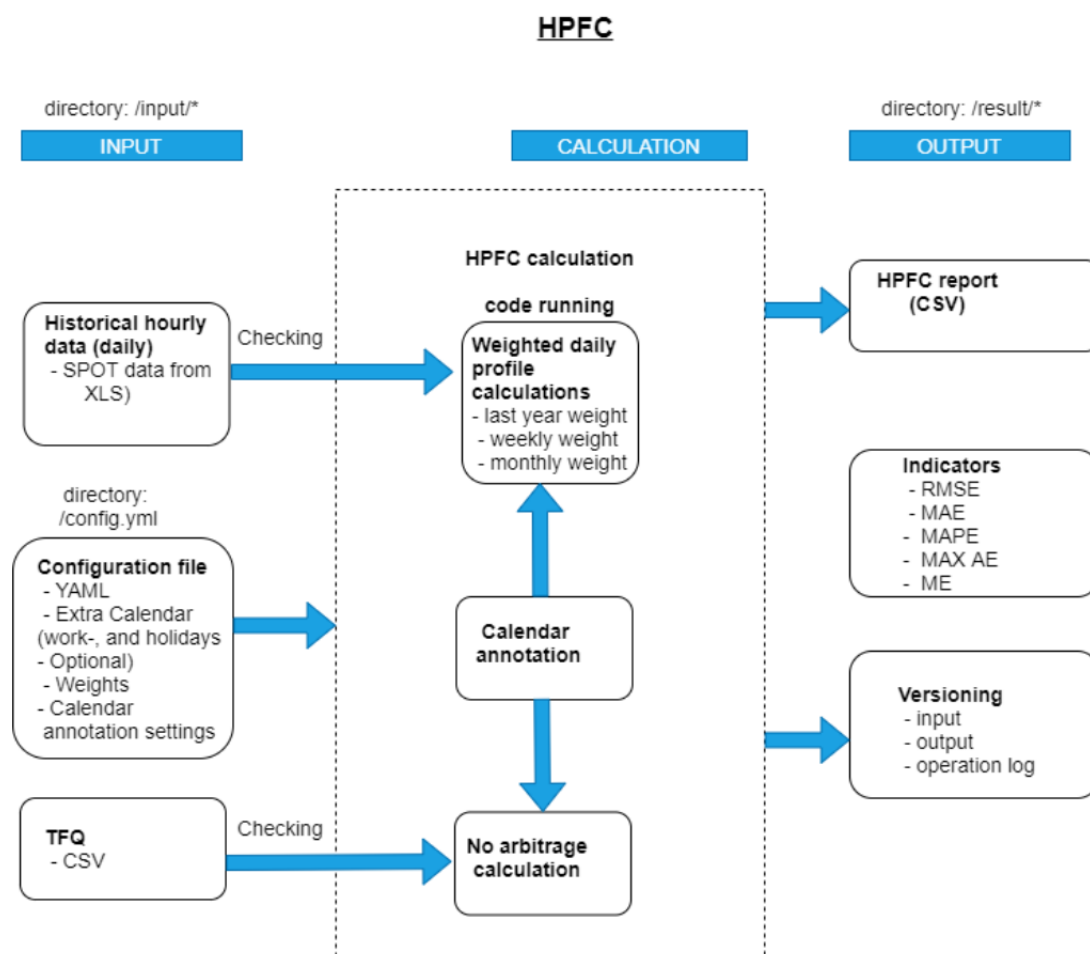 HPFC
directory: /input/*
INPUT
CALCULATION
directory: /result/*
OUTPUT
Historical hourly
data (daily)
- SPOT data from
XLS)
Checking
directory:
/config.yml
Configuration file
- YAML
- Extra Calendar
(work-, and holidays
- Optional)
- Weights
- Calendar
annotation settings
TFQ
- CSV
Checking
HPFC calculation
code running
Weighted daily
profile
calculations
- last year weight
- weekly weight
- monthly weight
Calendar
annotation
No arbitrage
calculation
HPFC report
(CSV)
Indicators
- RMSE
- MAE
- MAPE
- MAX AE
- ME
Versioning
- input
- output
- operation log